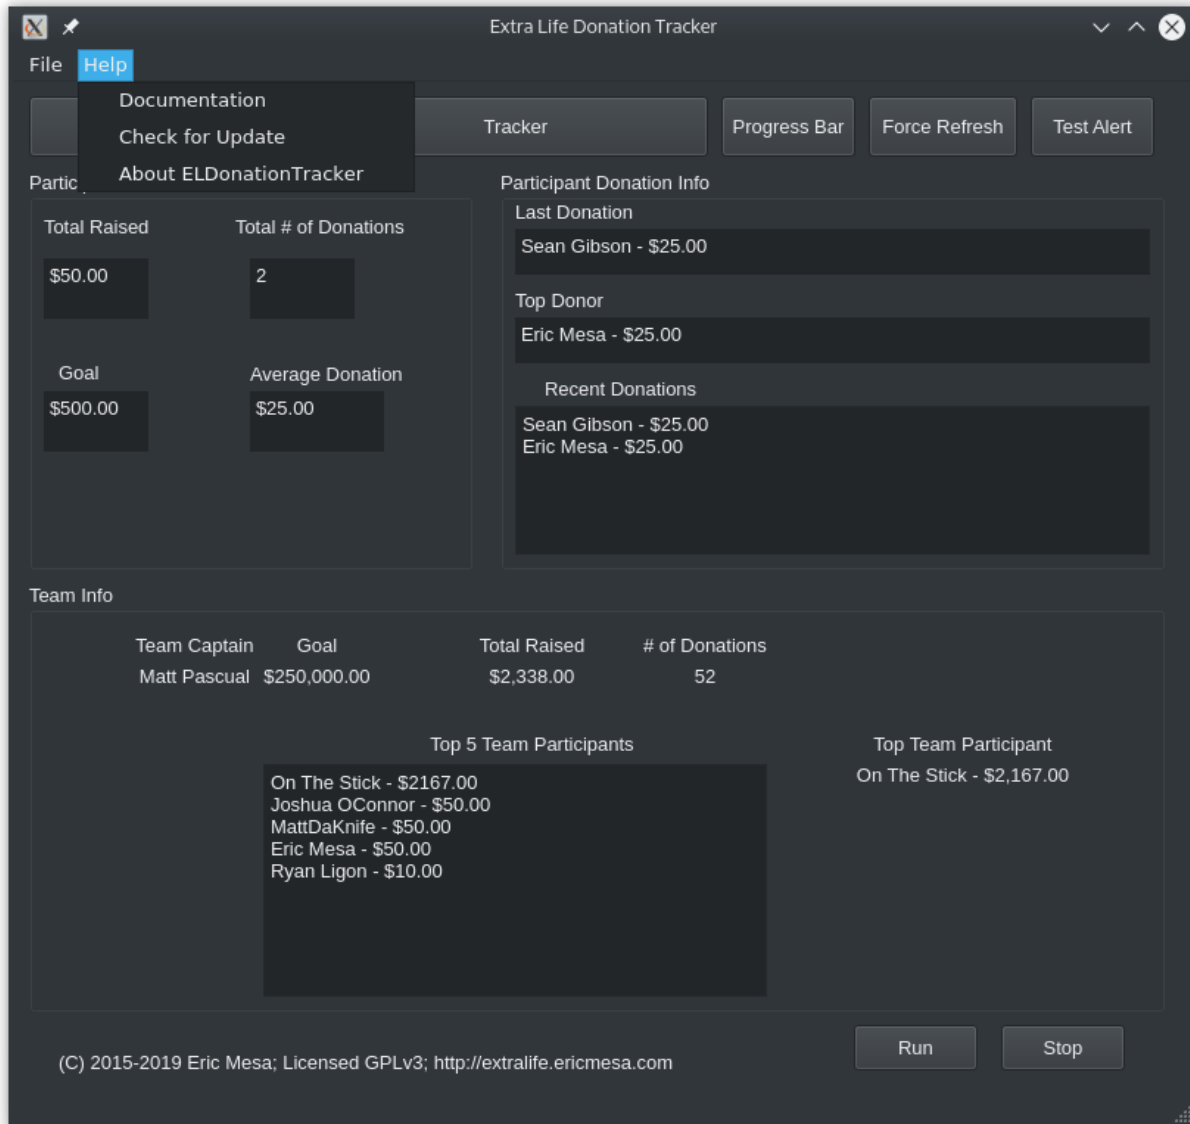 Extra Life Donation Tracker
File Help
Documentation
Check for Update
About ELDonationTracker
Tracker
Progress Bar
Force Refresh
Test Alert
Total Raised
Total # of Donations
$50.00
2
Goal
Average Donation
$500.00
$25.00
Participant Donation Info
Last Donation
Sean Gibson - $25.00
Top Donor
Eric Mesa - $25.00
Recent Donations
Sean Gibson - $25.00
Eric Mesa - $25.00
Team Info
Team Captain Goal Total Raised # of Donations
Matt Pascual $250,000.00 $2,338.00 52
Top 5 Team Participants
On The Stick - $2167.00
Joshua OConnor - $50.00
MattDaKnife - $50.00
Eric Mesa - $50.00
Ryan Ligon - $10.00
Top Team Participant
On The Stick - $2,167.00
(C) 2015-2019 Eric Mesa; Licensed GPLv3; http://extralife.ericmesa.com
Run
Stop